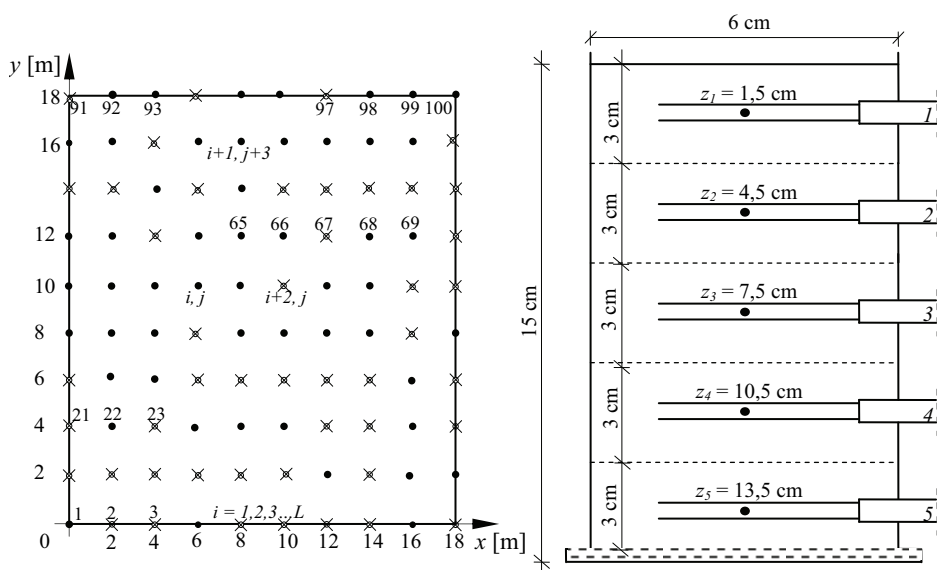 y [m]
18
91 92 93 97 98 99 100
16
i+1, j+3
65 66 67 68 69
12
10
i, j
i+2, j
8
6
21 22 23
4
2
1 2 3 i = 1,2,3...L
0 2 4 6 8 10 12 14 16 18
x [m]
6 cm
15 cm
3 cm
z1 = 1,5 cm
1
3 cm
z2 = 4,5 cm
2
3 cm
z3 = 7,5 cm
3
3 cm
z4 = 10,5 cm
4
3 cm
z5 = 13,5 cm
5